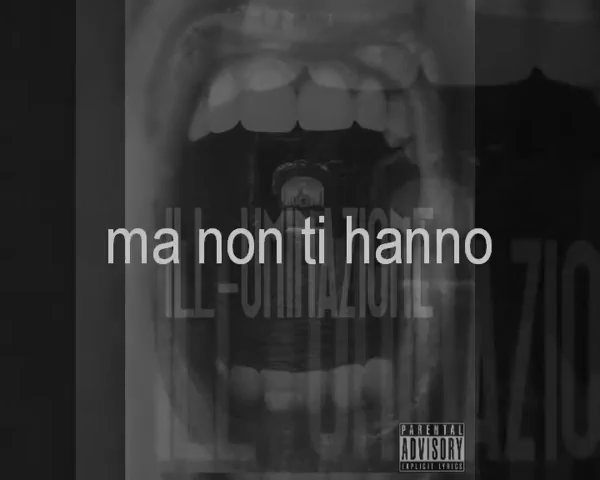 ma non ti hanno
ILL-UMINAZIONE
PARENTAL
ADVISORY
EXPLICIT LYRICS